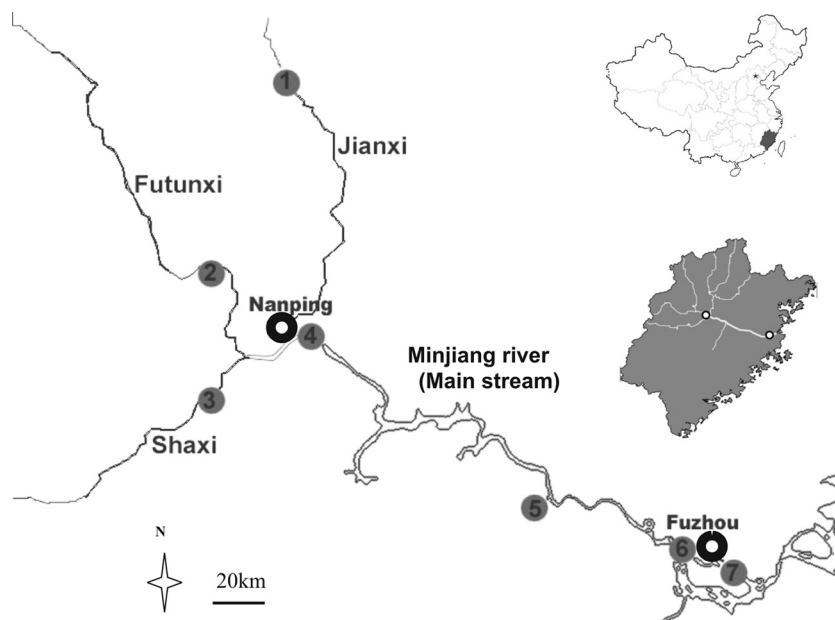 1
Jianxi
Futunxi
2
Nanping
4
Minjiang river
(Main stream)
3
Shaxi
5
Fuzhou
6
7
N
20km